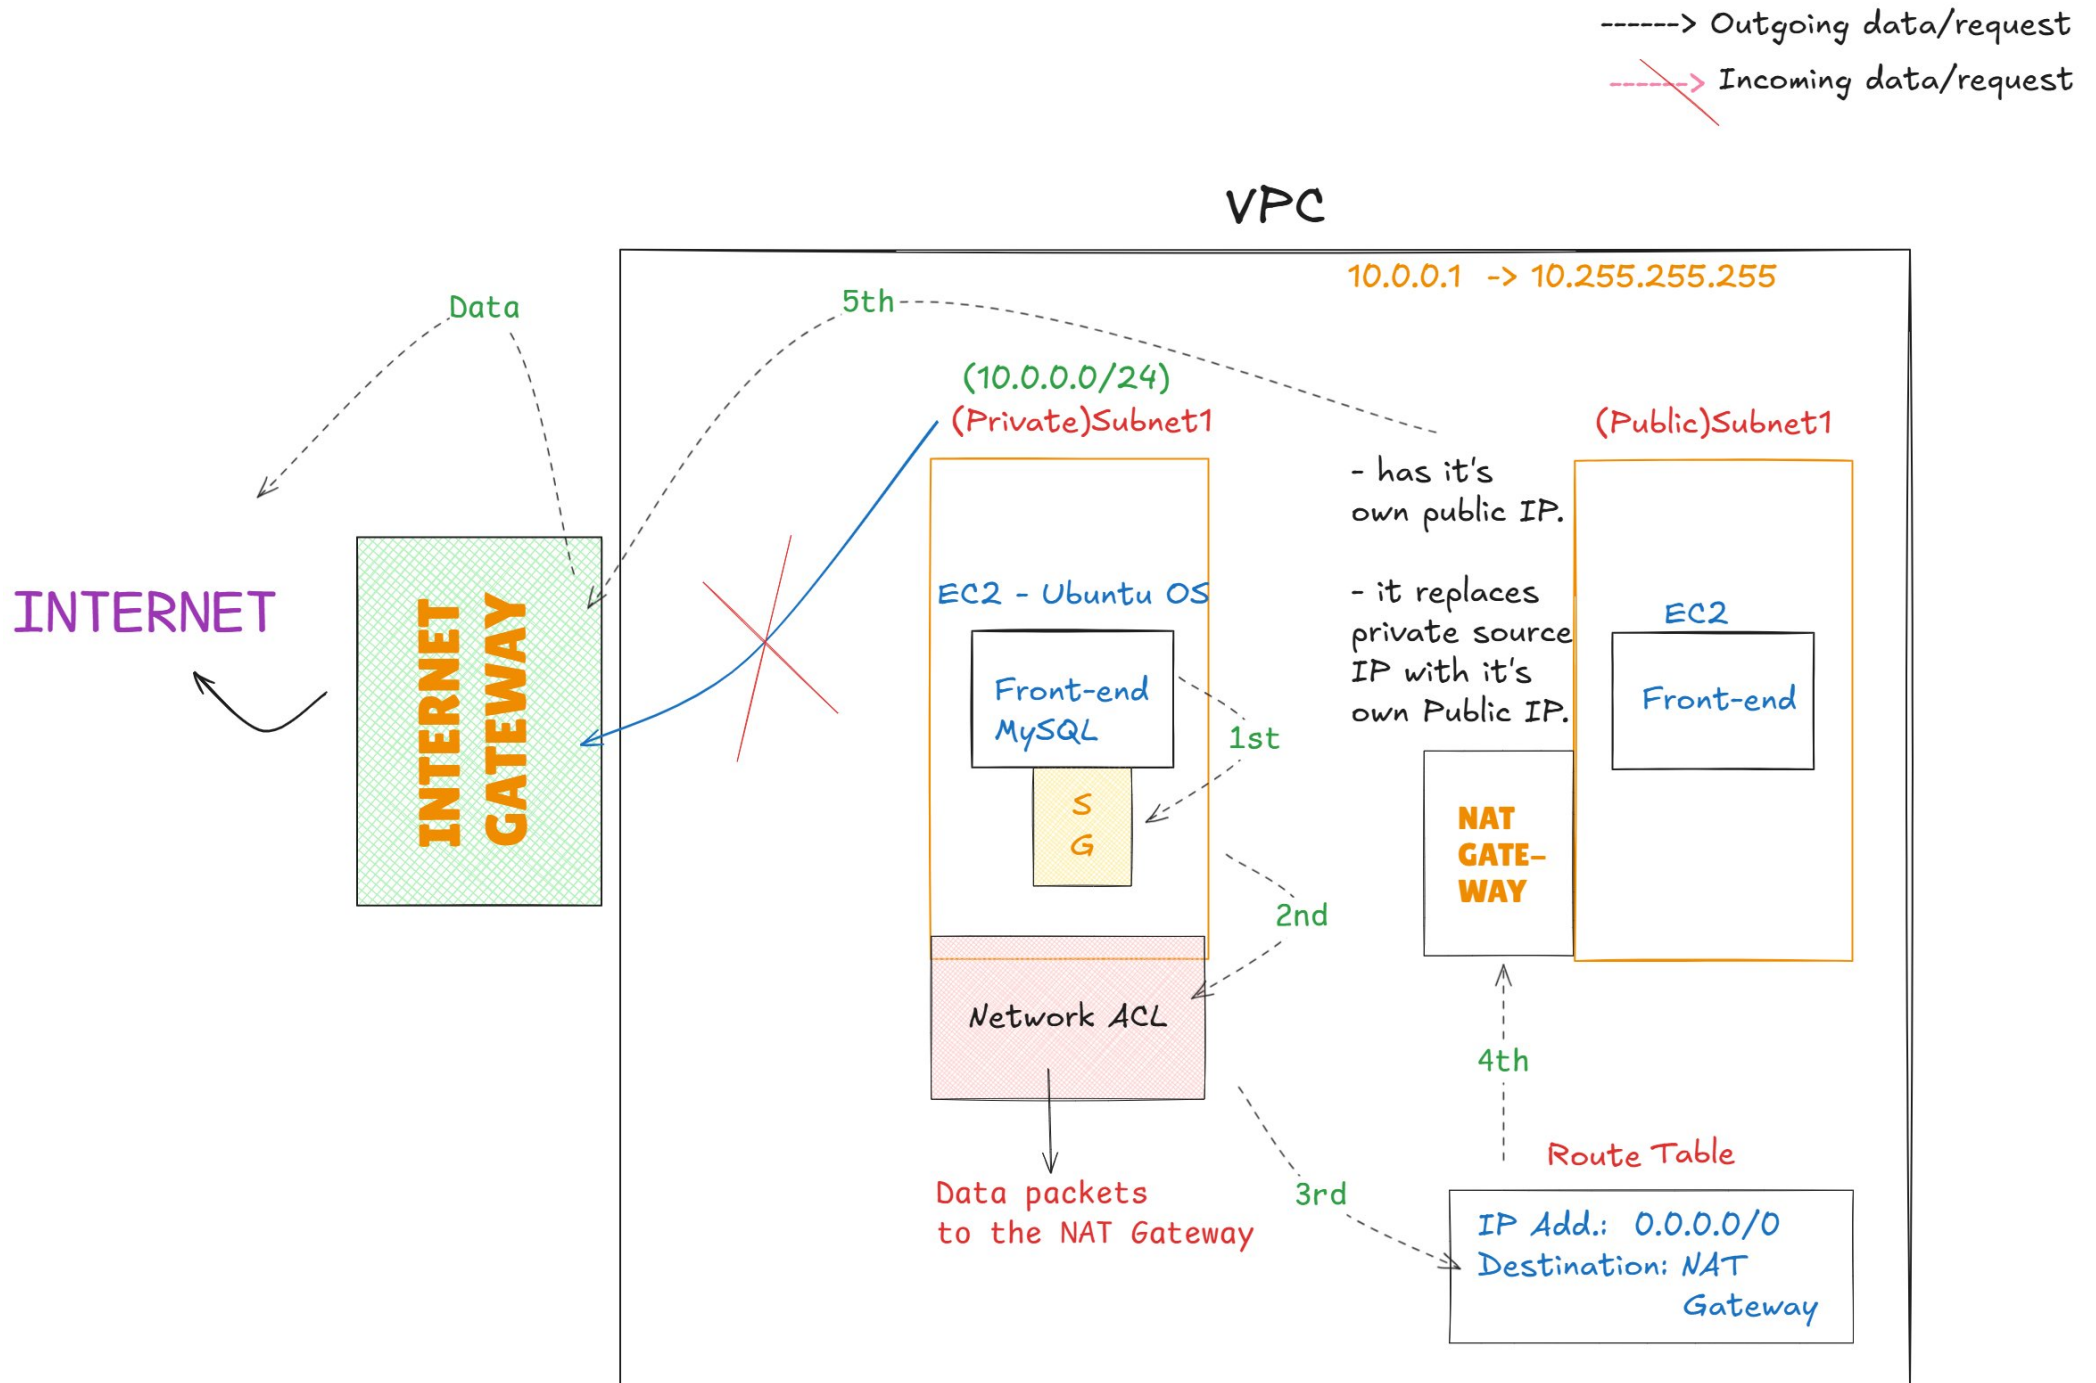 Outgoing data/request
Incoming data/request
VPC
10.0.0.1 -> 10.255.255.255
Data
5th
(10.0.0.0/24)
(Private)Subnet1
(Public)Subnet1
- has it's
own public IP.
- it replaces
private source
IP with it's
own Public IP.
INTERNET
INTERNET
GATEWAY
EC2 - Ubuntu OS
Front-end
MySQL
1st
S
G
2nd
EC2
Front-end
NAT
GATE-
WAY
Network ACL
4th
Data packets
to the NAT Gateway
3rd
Route Table
IP Add.: 0.0.0.0/0
Destination: NAT
Gateway